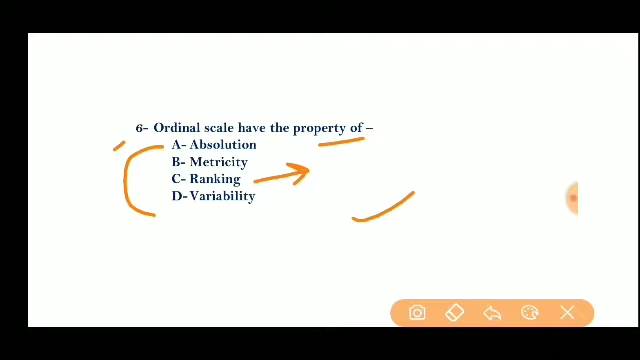 6- Ordinal scale have the property of –
A- Absolution
B- Metricity
C- Ranking
D- Variability